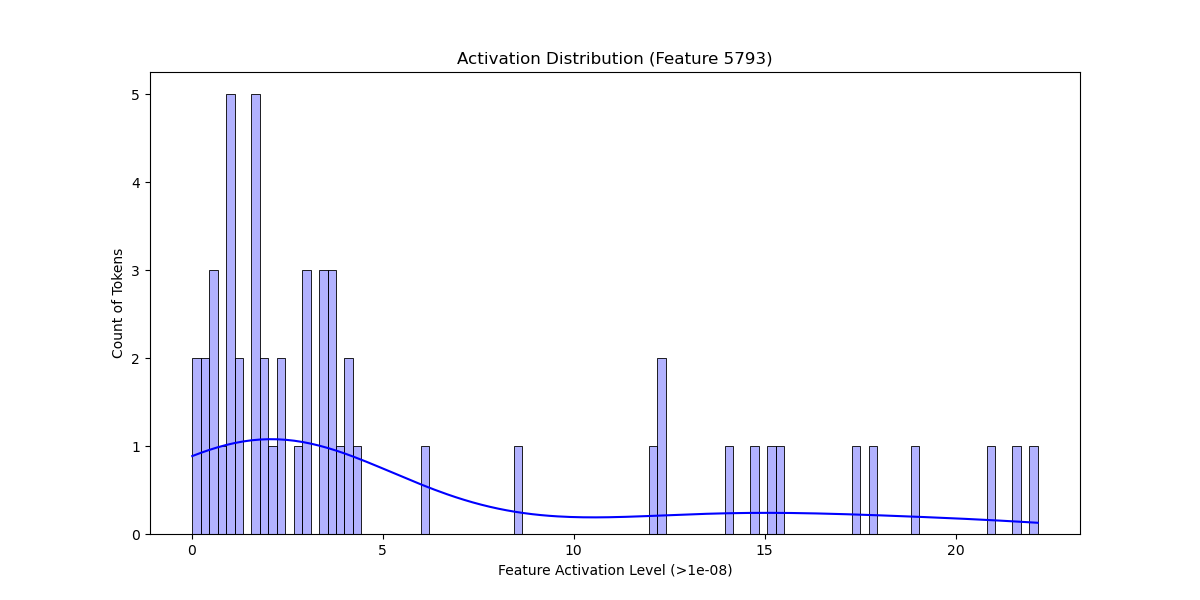 Activation Distribution (Feature 5793)
5
4
3
2
1
0
Count of Tokens
0 5 10 15 20
Feature Activation Level (>1e-08)